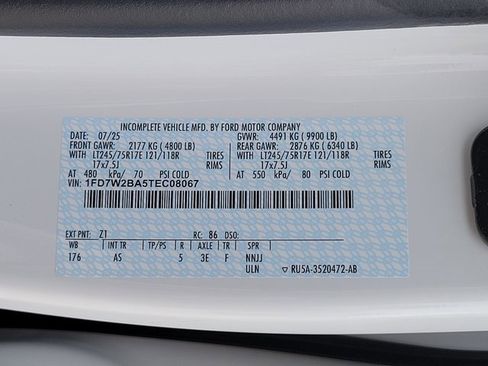 INCOMPLETE VEHICLE MFD. BY FORD MOTOR COMPANY
DATE: 07/25 GVWR: 4491 KG ( 9900 LB)
FRONT GAWR: 2177 KG ( 4800 LB) REAR GAWR: 2876 KG ( 6340 LB)
WITH LT245/75R17E 121/118R TIRES WITH LT245/75R17E 121/118R TIRES
17x7.5J RIMS 17x7.5J RIMS
AT 480 kPa/ 70 PSI COLD AT 550 kPa/ 80 PSI COLD
VIN: 1FD7W2BA5TEC08067
EXT PNT: Z1 RC: 86 DSO:
WB INT TR TP/PS R AXLE TR SPR
176 AS 5 3E F NNJJ
ULN ▽ RU5A-3520472-AB